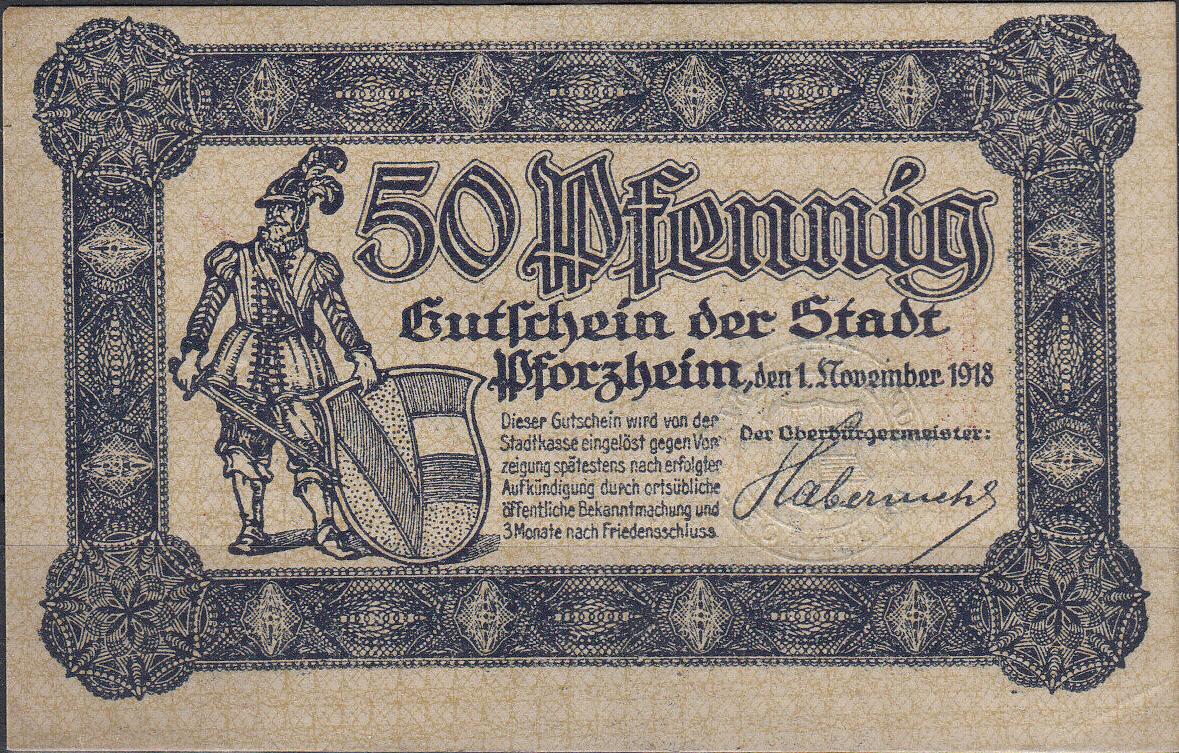 50 Pfennig
Gutschein der Stadt
Pforzheim, den 1. November 1918
Dieser Gutschein wird von der
Stadtkasse eingelöst gegen Vor-
zeigung spätestens nach erfolgter
Aufkündigung durch ortsübliche
öffentliche Bekanntmachung und
3 Monate nach Friedensschluss.
Der Oberbürgermeister:
Habermehl